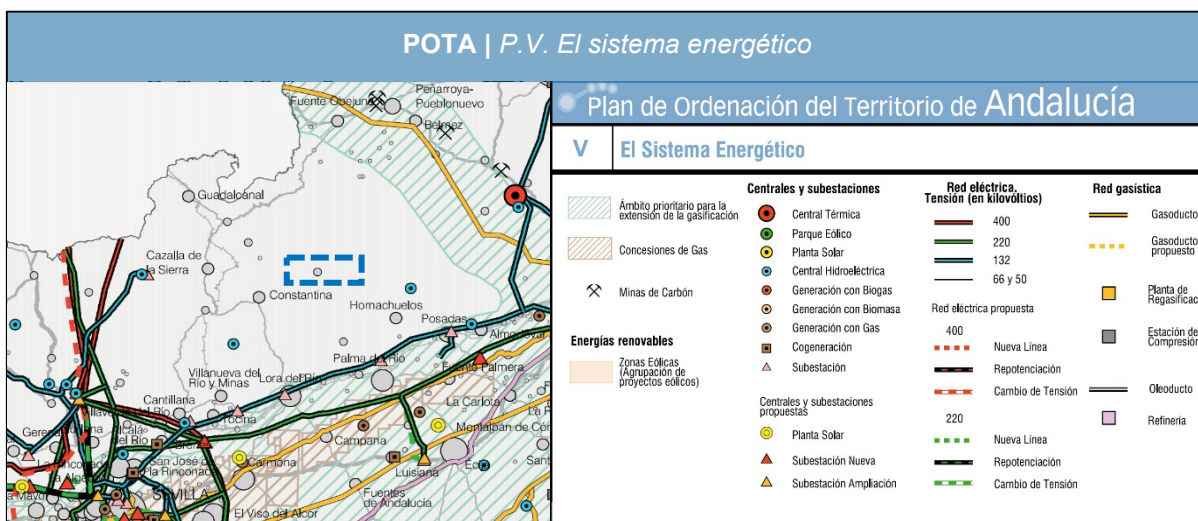 POTA | P.V. El sistema energético
Plan de Ordenación del Territorio de Andalucía
V El Sistema Energético
Fuente Obejuna
Peñarroya-
Pueblonuevo
Belmez
Guadalcanal
Cazalla de
la Sierra
Constantina
Hornachuelos
Posadas
Almodóvar
Palma del Río
Fuente Palmera
Villanueva del
Río y Minas
Lora del Río
Cantillana
Tocina
La Carlota
Alcalá
del Río
Campana
San José de
la Rinconada
La Rinconada
Carmona
Luisiana
Écija
SEVILLA
Fuentes
de Andalucía
El Viso del Alcor
Ámbito prioritario para la
extensión de la gasificación
Concesiones de Gas
Minas de Carbón
Energías renovables
Zonas Eólicas
(Agrupación de
proyectos eólicos)
Centrales y subestaciones
Central Térmica
Parque Eólico
Planta Solar
Central Hidroeléctrica
Generación con Biogas
Generación con Biomasa
Generación con Gas
Cogeneración
Subestación
Centrales y subestaciones
propuestas
Planta Solar
Subestación Nueva
Subestación Ampliación
Red eléctrica.
Tensión (en kilovóltios)
400
220
132
66 y 50
Red eléctrica propuesta
400
Nueva Línea
Repotenciación
Cambio de Tensión
220
Nueva Línea
Repotenciación
Cambio de Tensión
Red gasística
Gasoducto
Gasoducto
propuesto
Planta de
Regasificac
Estación de
Compresión
Oleoducto
Refinería